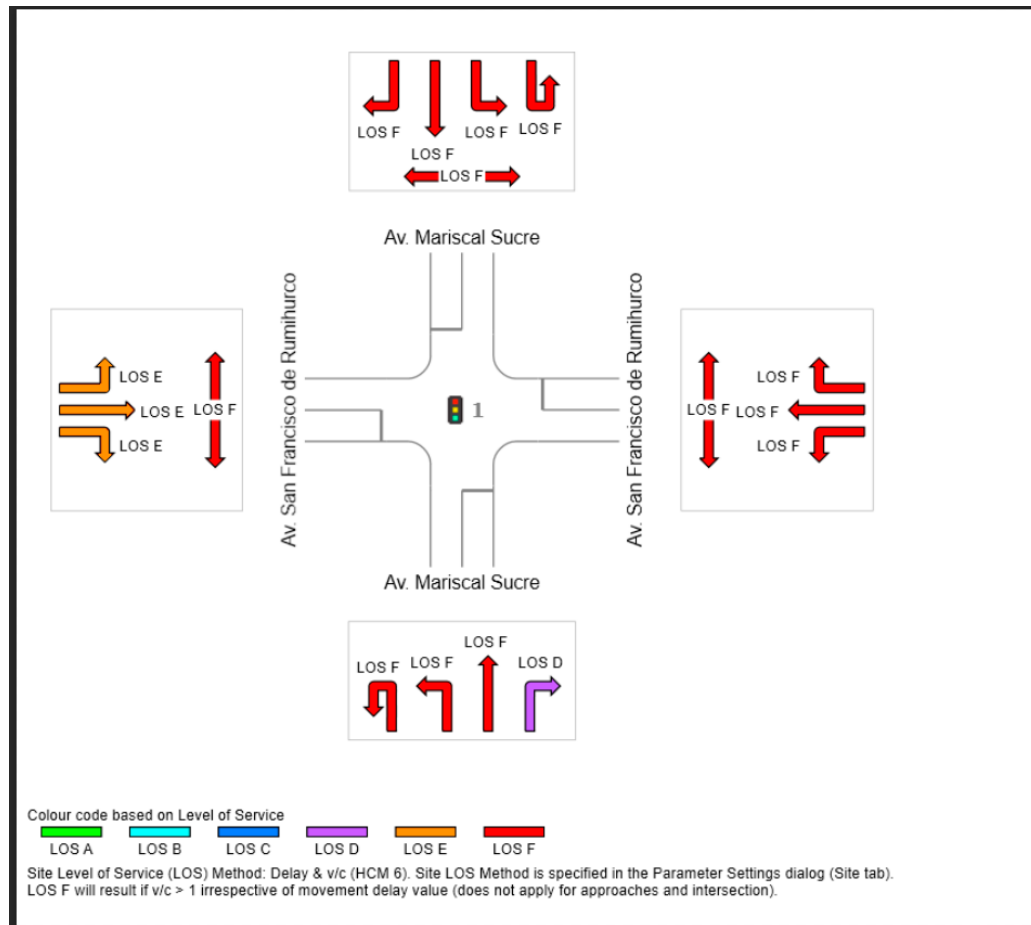 LOS F
LOS F
LOS F
LOS F
LOS F
Av. Mariscal Sucre
Av. San Francisco de Rumihurco
Av. San Francisco de Rumihurco
LOS E
LOS E
LOS F
LOS E
1
LOS F
LOS F
LOS F
LOS F
Av. Mariscal Sucre
LOS F
LOS F
LOS F
LOS D
Colour code based on Level of Service
LOS A LOS B LOS C LOS D LOS E LOS F
Site Level of Service (LOS) Method: Delay & v/c (HCM 6). Site LOS Method is specified in the Parameter Settings dialog (Site tab).
LOS F will result if v/c > 1 irrespective of movement delay value (does not apply for approaches and intersection).